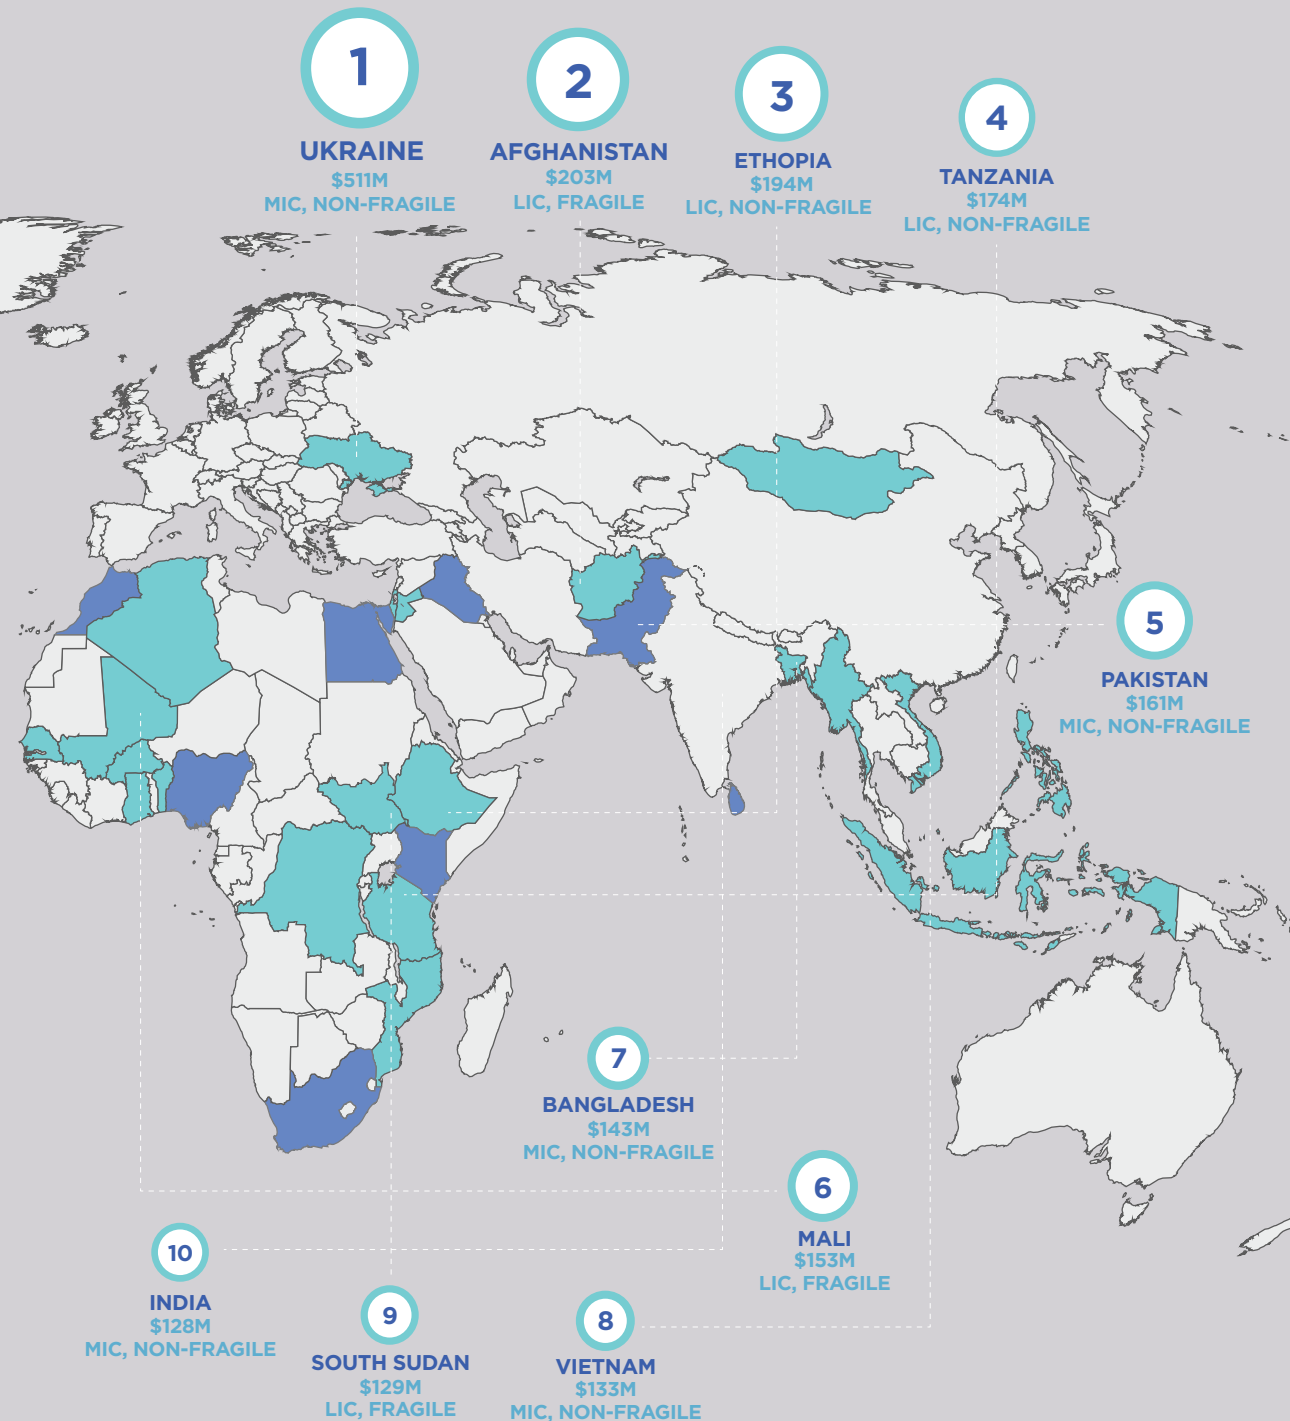 1
UKRAINE
$511M
MIC, NON-FRAGILE
2
AFGHANISTAN
$203M
LIC, FRAGILE
3
ETHOPIA
$194M
LIC, NON-FRAGILE
4
TANZANIA
$174M
LIC, NON-FRAGILE
5
PAKISTAN
$161M
MIC, NON-FRAGILE
7
BANGLADESH
$143M
MIC, NON-FRAGILE
6
MALI
$153M
LIC, FRAGILE
10
INDIA
$128M
MIC, NON-FRAGILE
9
SOUTH SUDAN
$129M
LIC, FRAGILE
8
VIETNAM
$133M
MIC, NON-FRAGILE